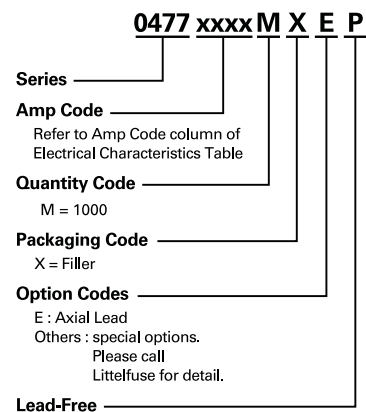 0477 xxxx M X E P
Series
Amp Code
Refer to Amp Code column of
Electrical Characteristics Table
Quantity Code
M = 1000
Packaging Code
X = Filler
Option Codes
E : Axial Lead
Others : special options.
Please call
Littelfuse for detail.
Lead-Free